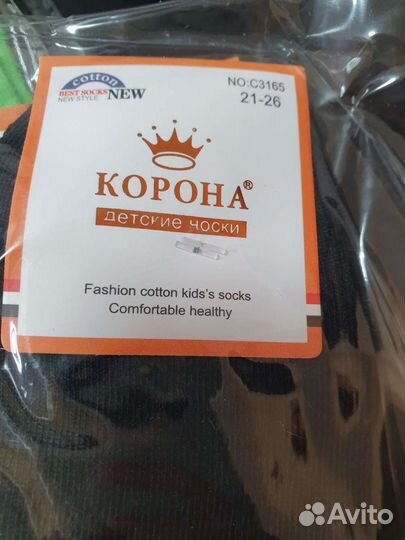 cotton
BEST SOCKS NEW
NEW STYLE
NO:C3165
21-26
КОРОНА®
детские носки
Fashion cotton kids's socks
Comfortable healthy
Avito